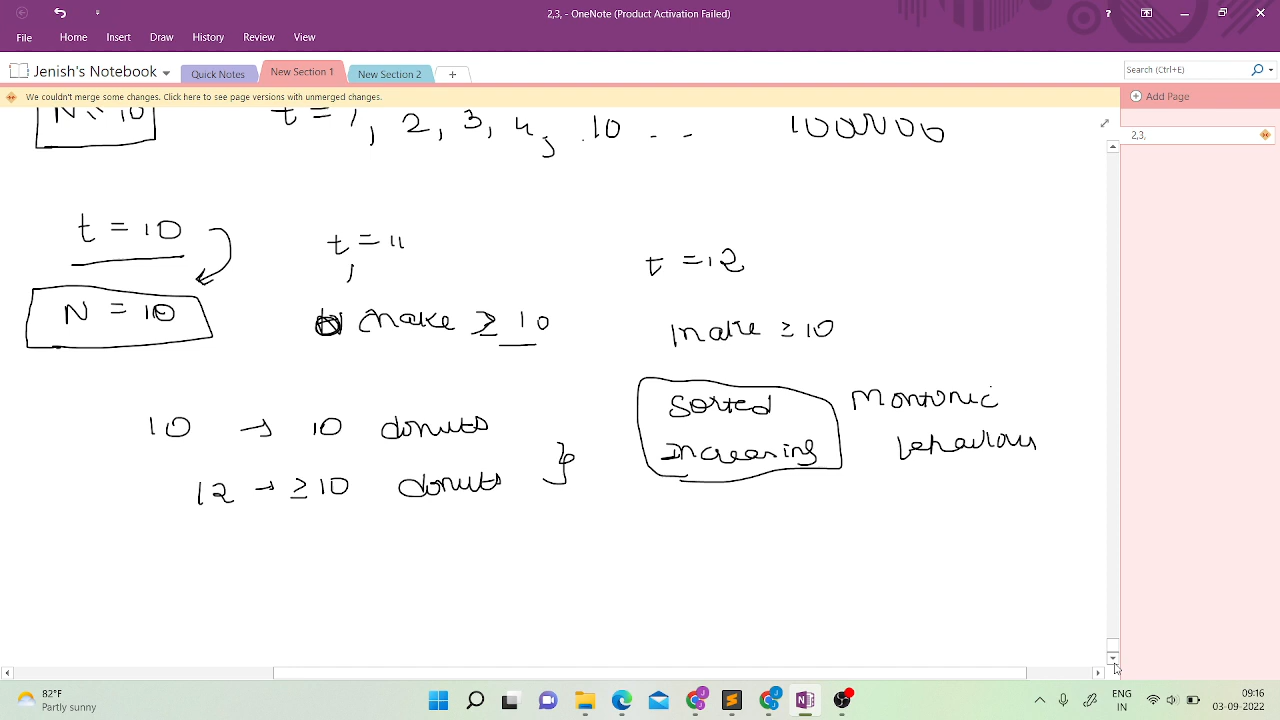 2,3, - OneNote (Product Activation Failed)
File Home Insert Draw History Review View
Jenish's Notebook Quick Notes New Section 1 New Section 2
Search (Ctrl+E)
We couldn't merge some changes. Click here to see page versions with unmerged changes.
Add Page
2,3,
t = 1, 2, 3, 4, .10 .. 1000000
t = 10
N = 10
t = 11,
make ≥ 10
t = 12
make ≥ 10
10 → 10 donuts
12 → ≥ 10 donuts
Sorted
Increasing
Montonic
behaviour
82°F
Partly sunny
ENG
IN
09:16
03-09-2022